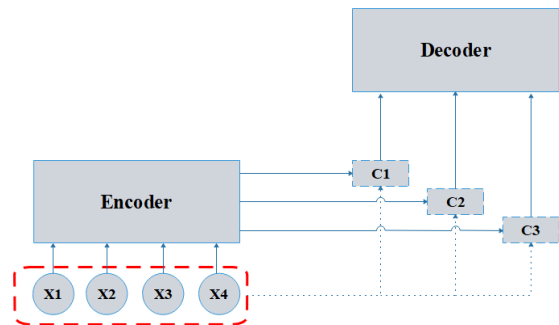 Decoder
C1
Encoder
C2
C3
X1 X2 X3 X4